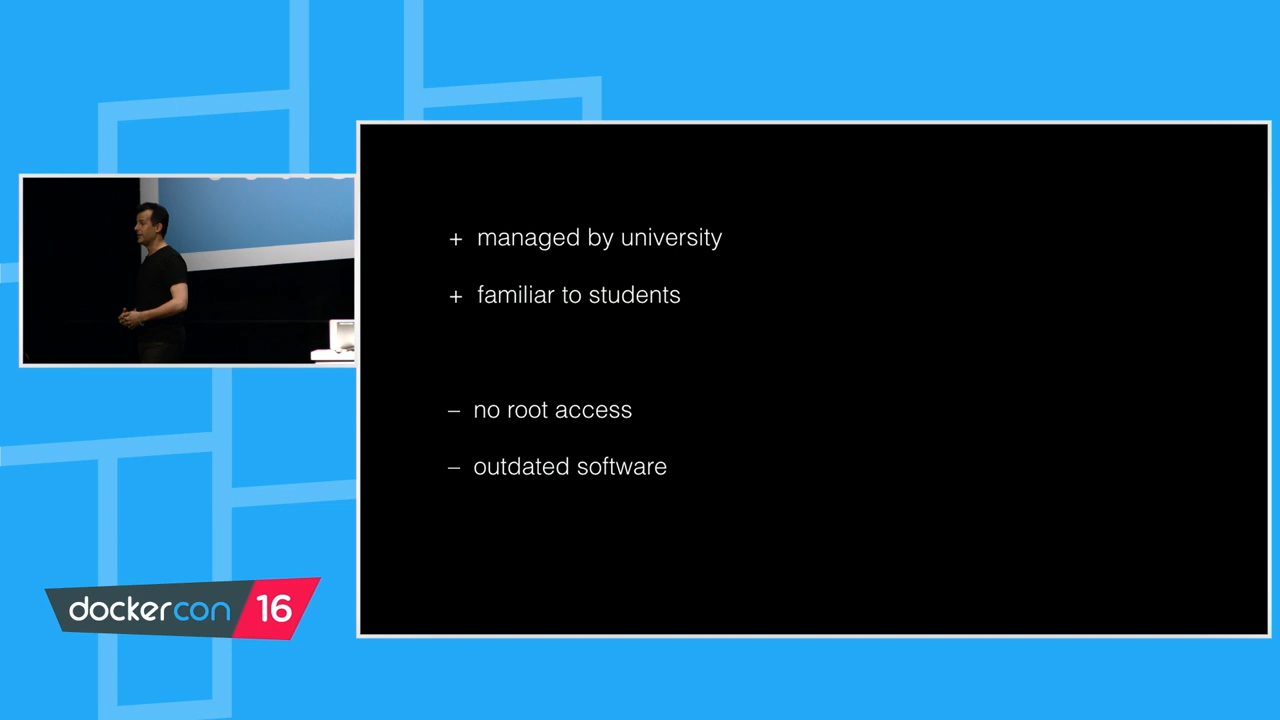 + managed by university
+ familiar to students
– no root access
– outdated software
dockercon 16